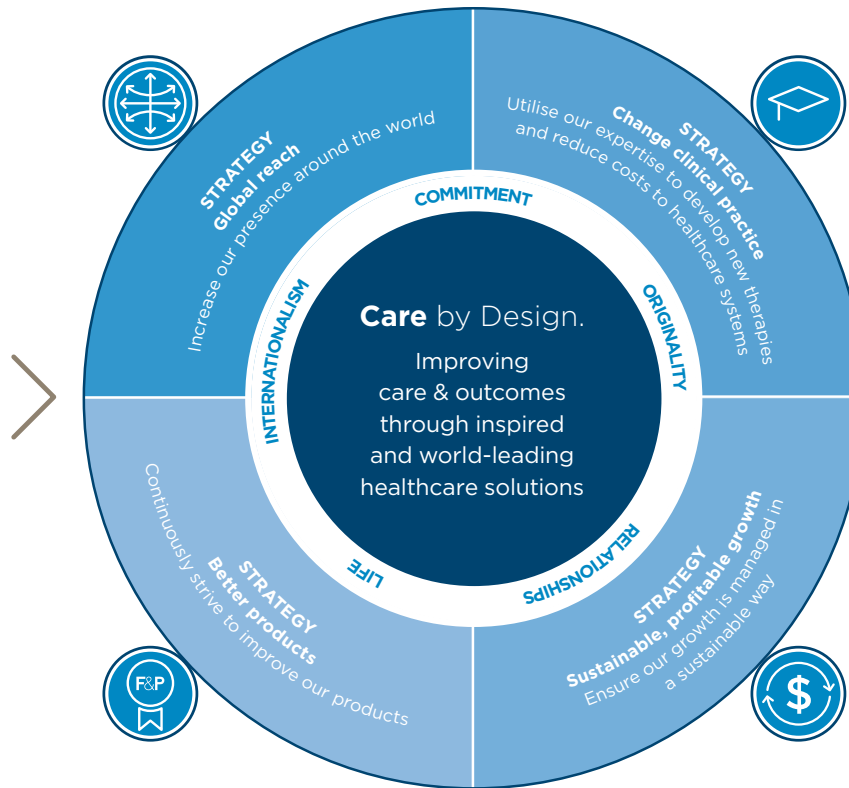 STRATEGY
Global reach
Increase our presence around the world
STRATEGY
Change clinical practice
Utilise our expertise to develop new therapies
and reduce costs to healthcare systems
COMMITMENT
ORIGINALITY
RELATIONSHIPS
LIFE
INTERNATIONALISM
Care by Design.
Improving
care & outcomes
through inspired
and world-leading
healthcare solutions
STRATEGY
Better products
Continuously strive to improve our products
STRATEGY
Sustainable, profitable growth
Ensure our growth is managed in
a sustainable way
F&P
$